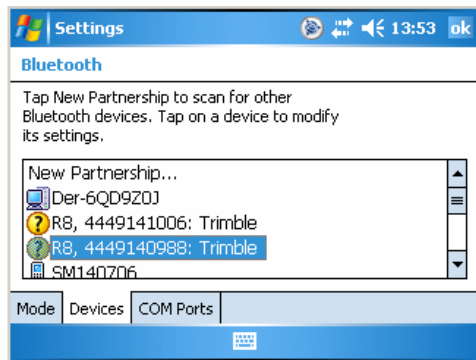 Settings 13:53 ok
Bluetooth
Tap New Partnership to scan for other
Bluetooth devices. Tap on a device to modify
its settings.
New Partnership...
Der-6QD9Z0J
R8, 4449141006: Trimble
R8, 4449140988: Trimble
SM140706
Mode Devices COM Ports